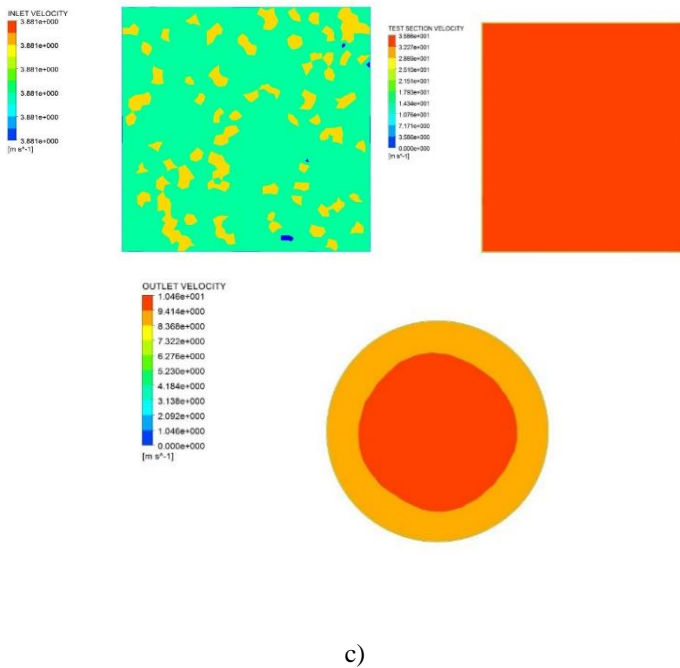 INLET VELOCITY
3.881e+000
3.881e+000
3.881e+000
3.881e+000
3.881e+000
3.881e+000
3.881e+000
[m s^-1]
TEST SECTION VELOCITY
3.586e+001
3.227e+001
2.869e+001
2.510e+001
2.151e+001
1.793e+001
1.434e+001
1.076e+001
7.171e+000
3.586e+000
0.000e+000
[m s^-1]
OUTLET VELOCITY
1.046e+001
9.414e+000
8.368e+000
7.322e+000
6.276e+000
5.230e+000
4.184e+000
3.138e+000
2.092e+000
1.046e+000
0.000e+000
[m s^-1]
c)